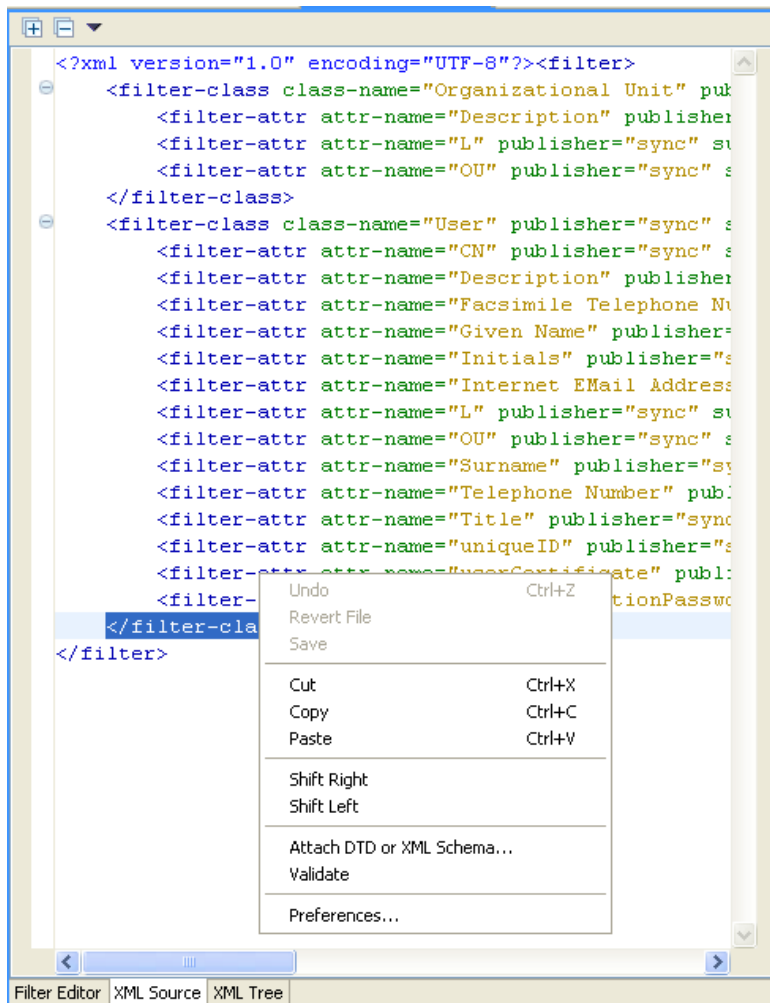 <?xml version="1.0" encoding="UTF-8"?><filter>
<filter-class class-name="Organizational Unit" pub
<filter-attr attr-name="Description" publisher
<filter-attr attr-name="L" publisher="sync" su
<filter-attr attr-name="OU" publisher="sync" s
</filter-class>
<filter-class class-name="User" publisher="sync" s
<filter-attr attr-name="CN" publisher="sync" s
<filter-attr attr-name="Description" publisher
<filter-attr attr-name="Facsimile Telephone Nu
<filter-attr attr-name="Given Name" publisher=
<filter-attr attr-name="Initials" publisher="s
<filter-attr attr-name="Internet EMail Address
<filter-attr attr-name="L" publisher="sync" su
<filter-attr attr-name="OU" publisher="sync" s
<filter-attr attr-name="Surname" publisher="sy
<filter-attr attr-name="Telephone Number" publ
<filter-attr attr-name="Title" publisher="sync
<filter-attr attr-name="uniqueID" publisher="s
<filter-attr attr-name="userCertificate" publi
<filter- tionPasswo
</filter-cla
</filter>
Undo Ctrl+Z
Revert File
Save
Cut Ctrl+X
Copy Ctrl+C
Paste Ctrl+V
Shift Right
Shift Left
Attach DTD or XML Schema...
Validate
Preferences...
Filter Editor XML Source XML Tree